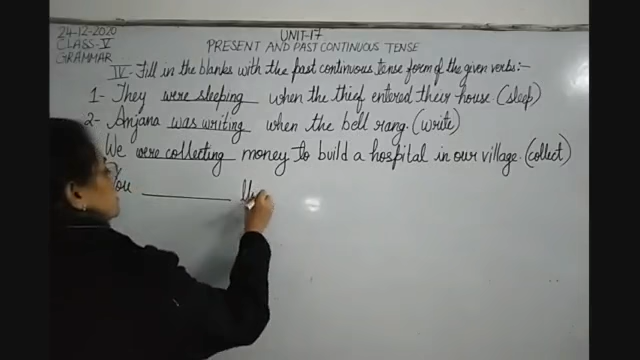 24-12-2020
CLASS-V
GRAMMAR
UNIT-17
PRESENT AND PAST CONTINUOUS TENSE
IV- Fill in the blanks with the past continuous tense form of the given verbs:-
1- They were sleeping when the thief entered their house. (sleep)
2- Anjana was writing when the bell rang. (write)
We were collecting money to build a hospital in our village. (collect)
You